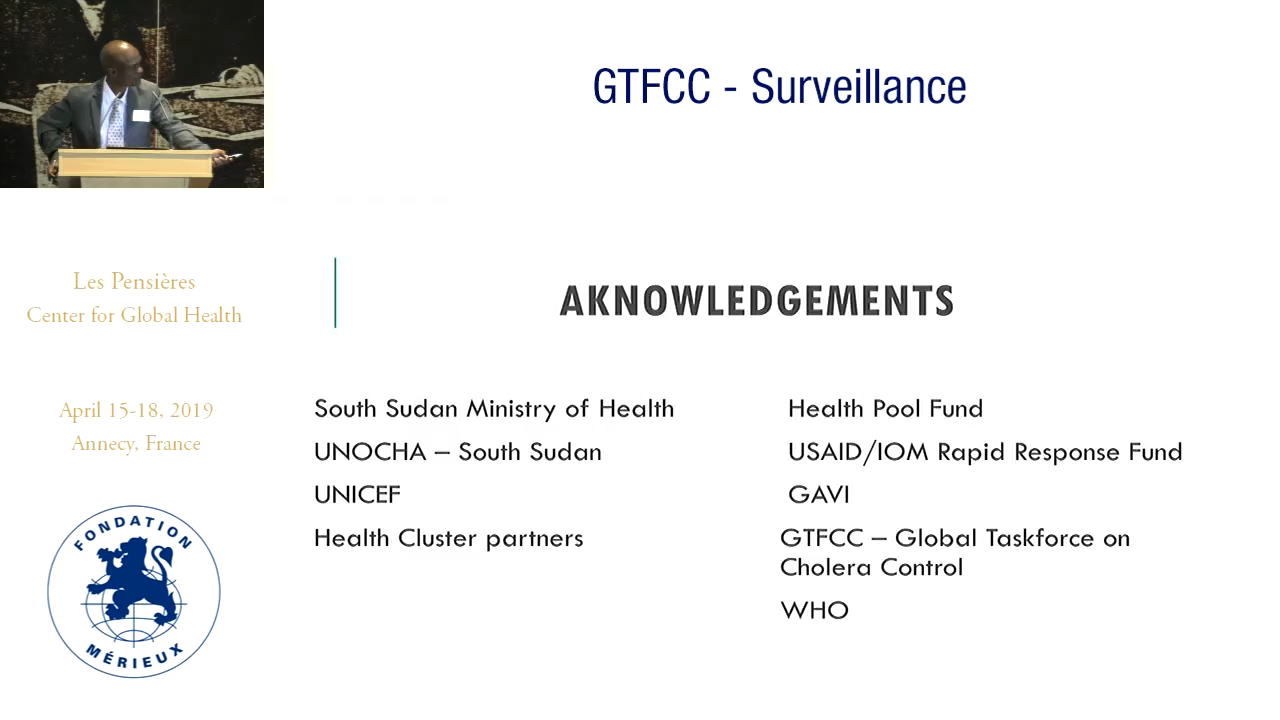 GTFCC - Surveillance
Les Pensières
Center for Global Health
April 15-18, 2019
Annecy, France
FONDATION
MÉRIEUX
AKNOWLEDGEMENTS
South Sudan Ministry of Health
UNOCHA – South Sudan
UNICEF
Health Cluster partners
Health Pool Fund
USAID/IOM Rapid Response Fund
GAVI
GTFCC – Global Taskforce on
Cholera Control
WHO